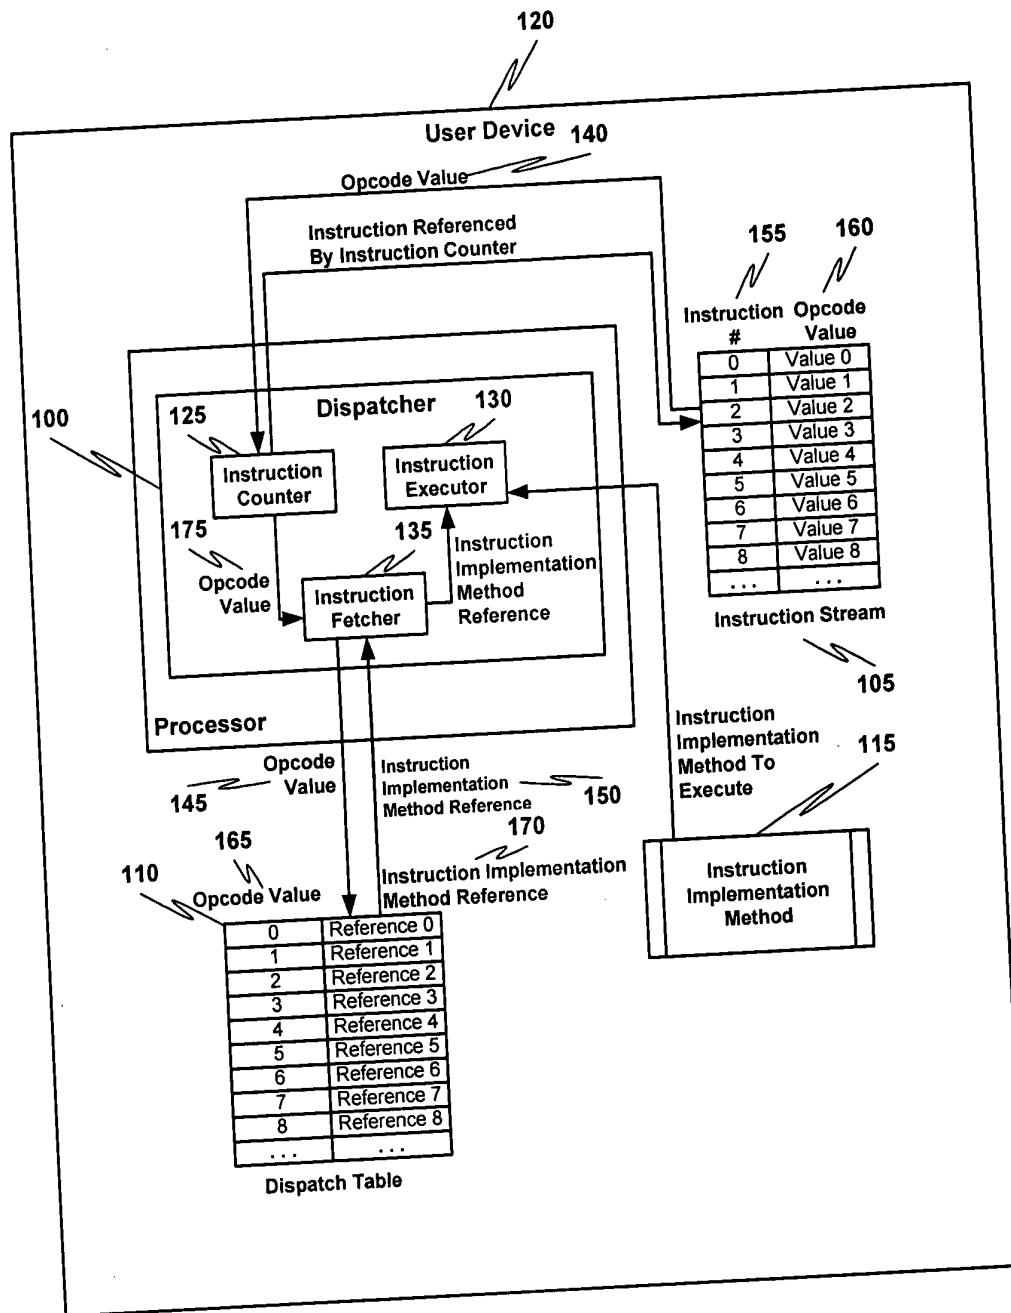 120
User Device
140
Opcode Value
Instruction Referenced
By Instruction Counter
155
160
Instruction
#
Opcode
Value
0 Value 0
1 Value 1
2 Value 2
3 Value 3
4 Value 4
5 Value 5
6 Value 6
7 Value 7
8 Value 8
. . . . . .
Instruction Stream
105
100
Dispatcher
125
130
Instruction
Counter
Instruction
Executor
175
Opcode
Value
135
Instruction
Fetcher
Instruction
Implementation
Method
Reference
Processor
Opcode
Value
145
Instruction
Implementation
Method Reference
150
Instruction
Implementation
Method To
Execute
115
Instruction
Implementation
Method
165
110
Opcode Value
170
Instruction Implementation
Method Reference
0 Reference 0
1 Reference 1
2 Reference 2
3 Reference 3
4 Reference 4
5 Reference 5
6 Reference 6
7 Reference 7
8 Reference 8
. . . . . .
Dispatch Table